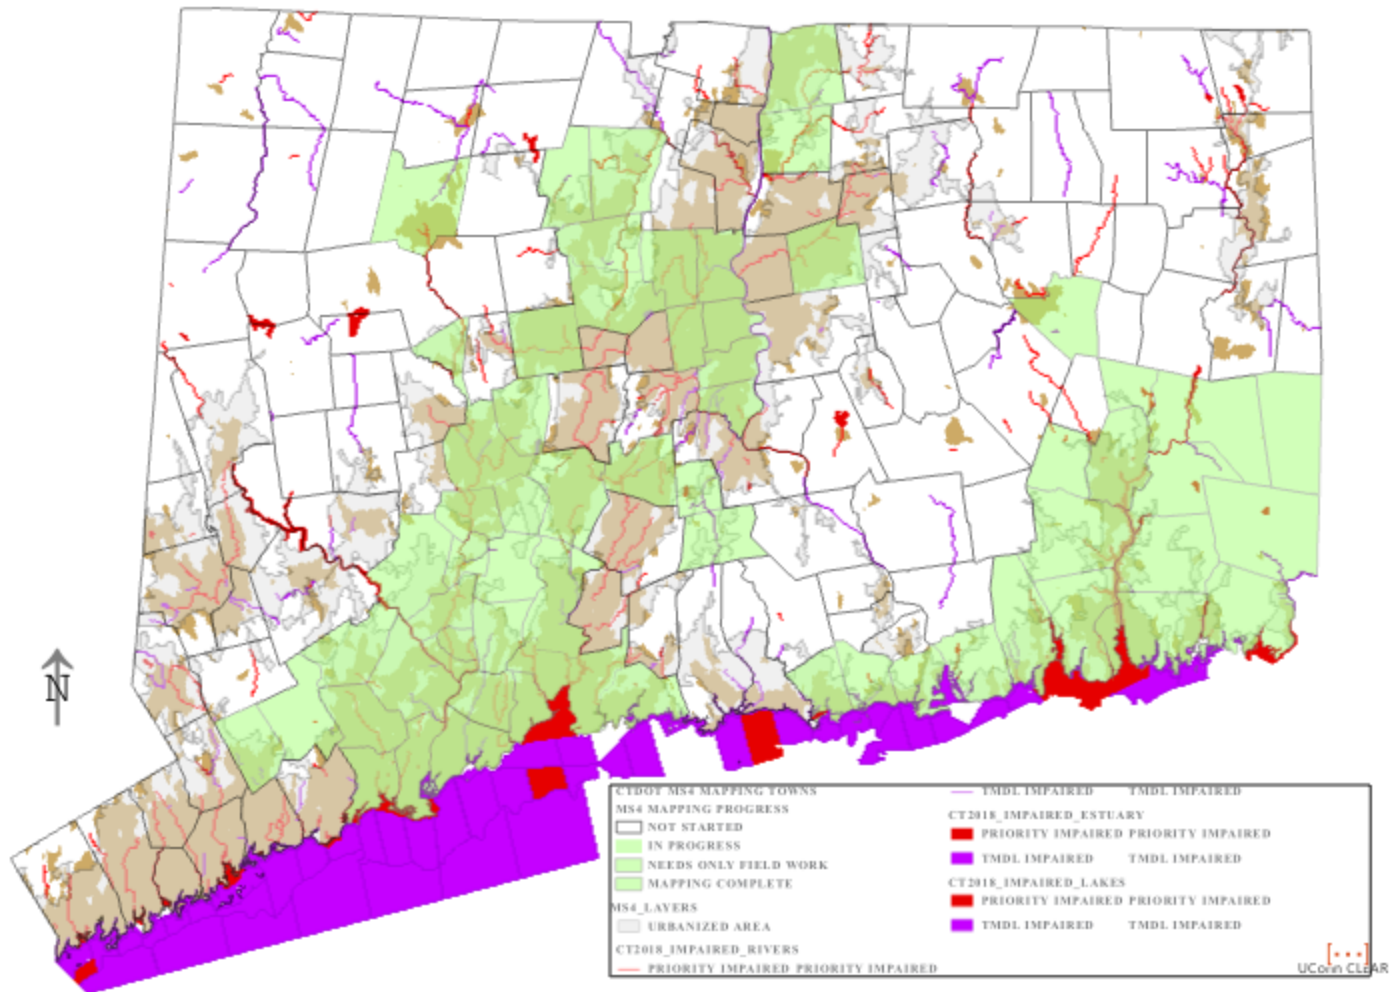 N
CTDOT MS4 MAPPING TOWNS
MS4 MAPPING PROGRESS
NOT STARTED
IN PROGRESS
NEEDS ONLY FIELD WORK
MAPPING COMPLETE
MS4_LAYERS
URBANIZED AREA
CT2018_IMPAIRED_RIVERS
PRIORITY IMPAIRED PRIORITY IMPAIRED
TMDL IMPAIRED TMDL IMPAIRED
CT2018_IMPAIRED_ESTUARY
PRIORITY IMPAIRED PRIORITY IMPAIRED
TMDL IMPAIRED TMDL IMPAIRED
CT2018_IMPAIRED_LAKES
PRIORITY IMPAIRED PRIORITY IMPAIRED
TMDL IMPAIRED TMDL IMPAIRED
[...]
UConn CLEAR